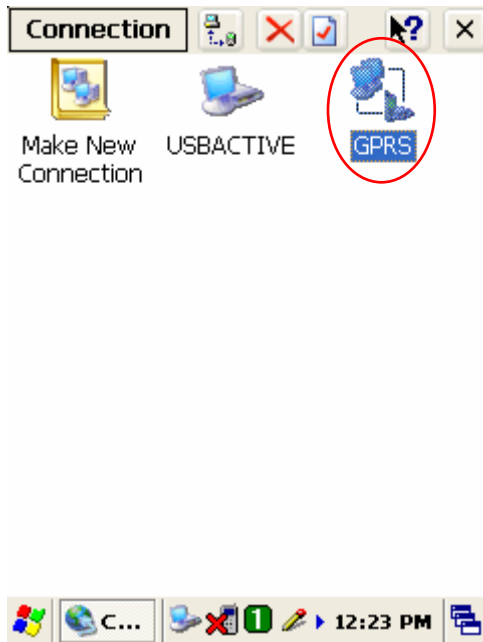 Connection
?
Make New Connection
USBACTIVE
GPRS
C...
1
12:23 PM